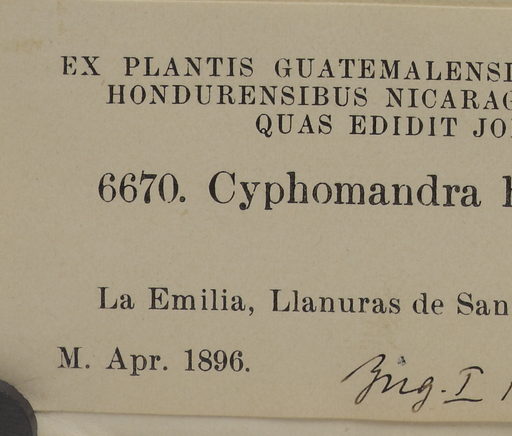 EX PLANTIS GUATEMALENSI
HONDURENSIBUS NICARAG
QUAS EDIDIT JO
6670. Cyphomandra
La Emilia, Llanuras de San
M. Apr. 1896.